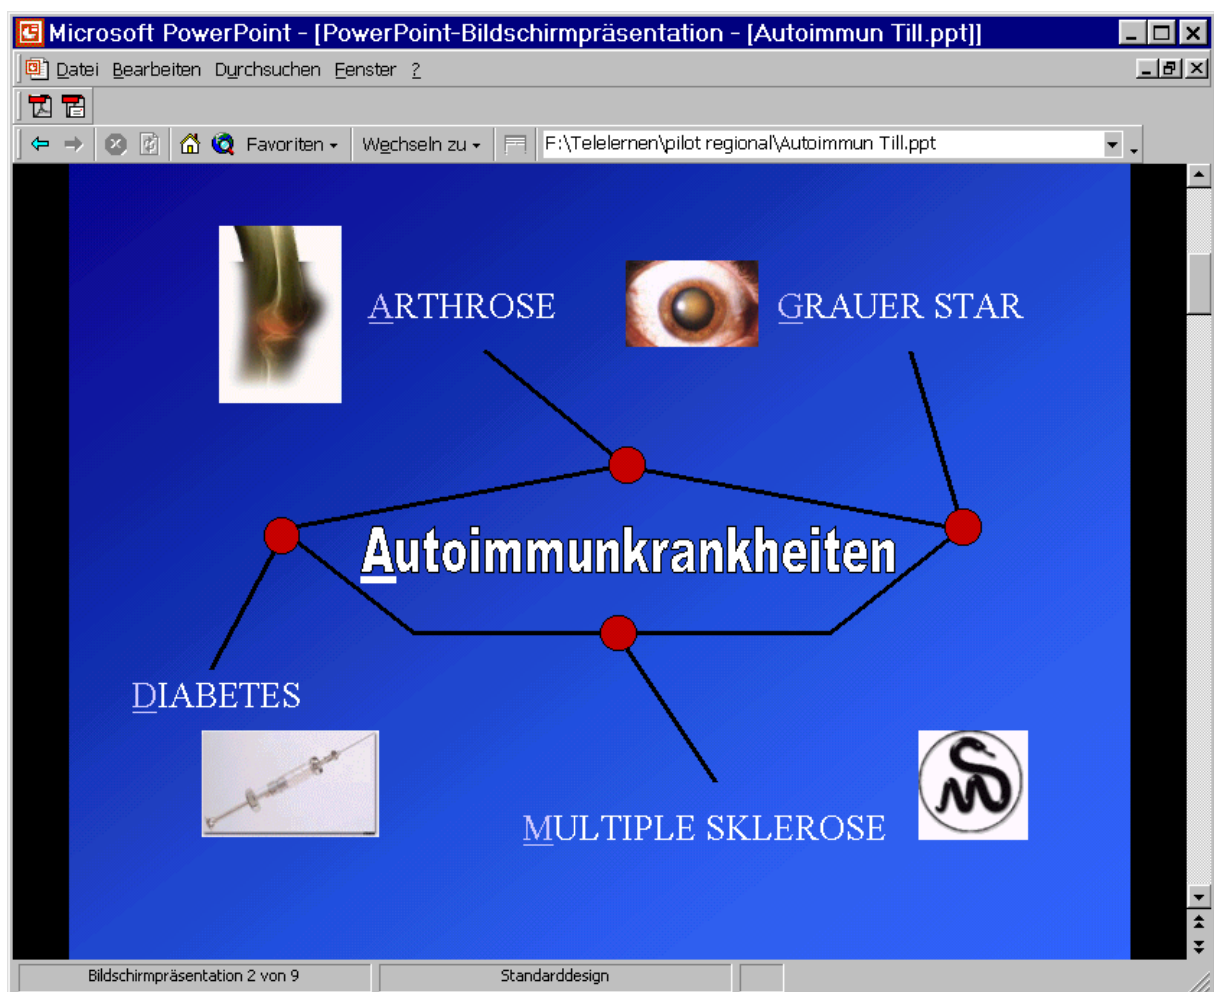 Microsoft PowerPoint - [PowerPoint-Bildschirmpräsentation - [Autoimmun Till.ppt]]
Datei Bearbeiten Durchsuchen Fenster ?
Favoriten Wechseln zu F:\Telelernen\pilot regional\Autoimmun Till.ppt
ARTHROSE
GRAUER STAR
Autoimmunkrankheiten
DIABETES
MULTIPLE SKLEROSE
Bildschirmpräsentation 2 von 9 Standarddesign